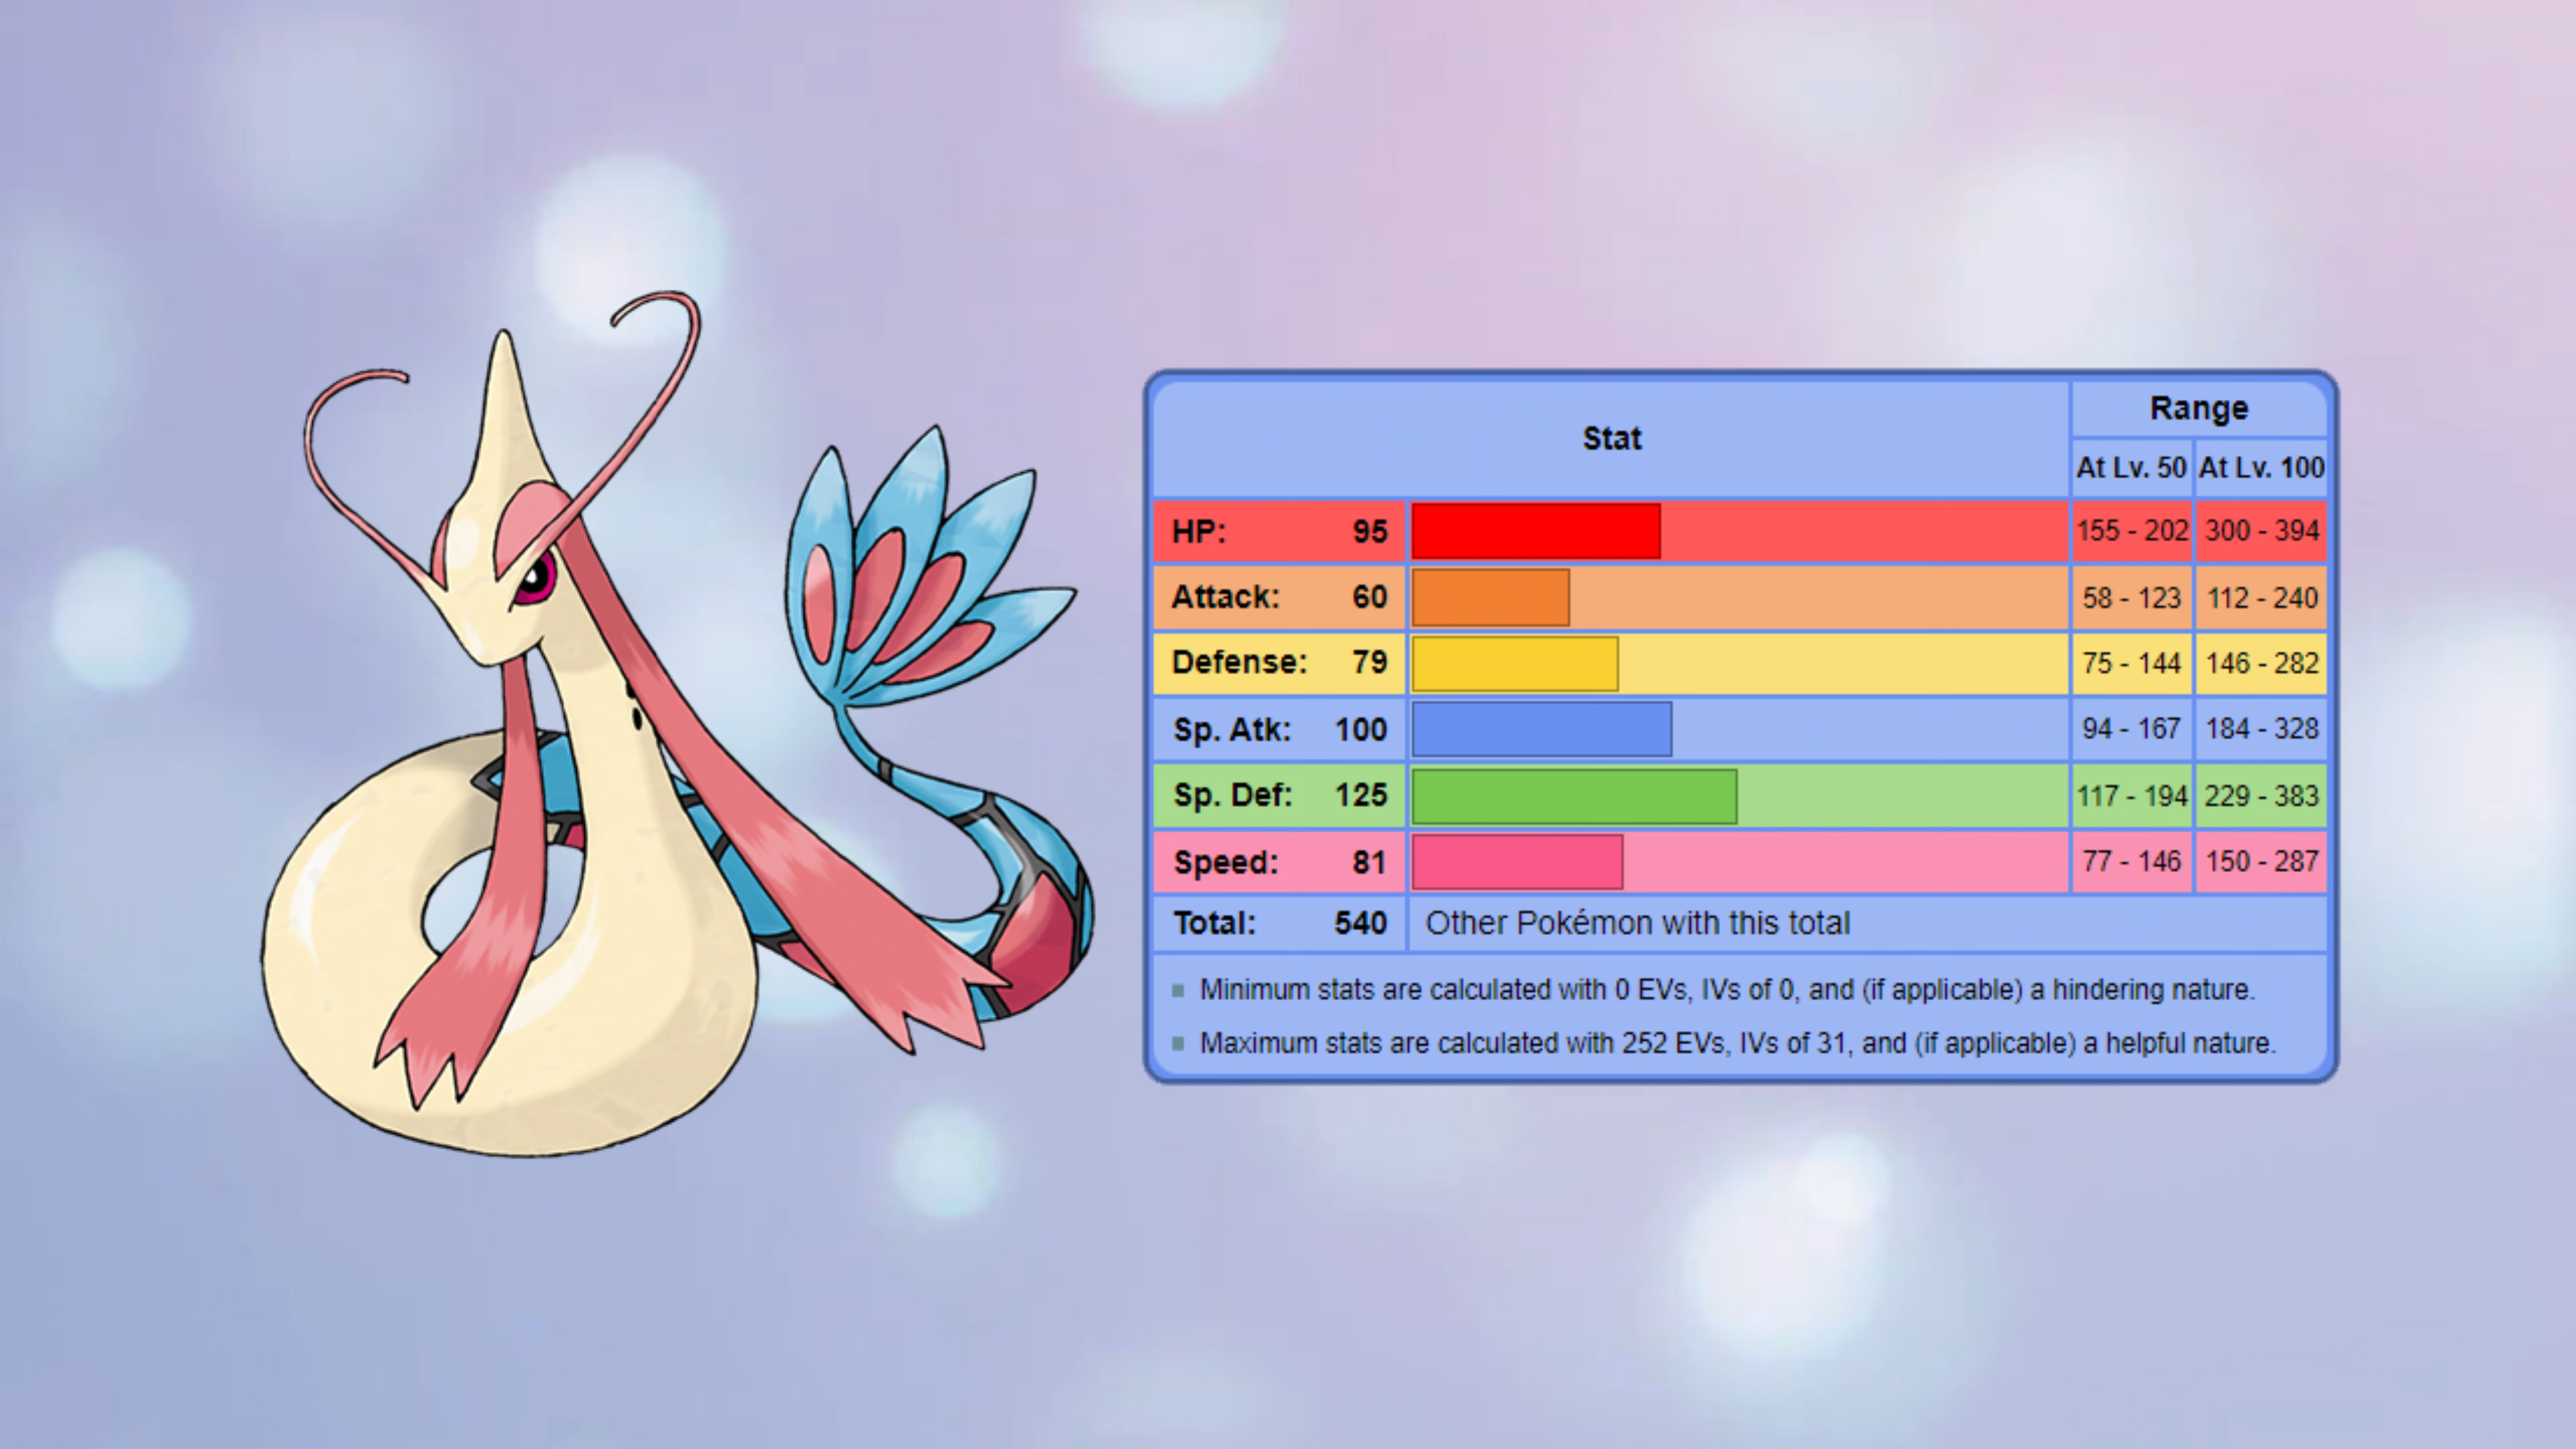 Stat Range
At Lv. 50 At Lv. 100
HP: 95 155 - 202 300 - 394
Attack: 60 58 - 123 112 - 240
Defense: 79 75 - 144 146 - 282
Sp. Atk: 100 94 - 167 184 - 328
Sp. Def: 125 117 - 194 229 - 383
Speed: 81 77 - 146 150 - 287
Total: 540 Other Pokémon with this total
Minimum stats are calculated with 0 EVs, IVs of 0, and (if applicable) a hindering nature.
Maximum stats are calculated with 252 EVs, IVs of 31, and (if applicable) a helpful nature.